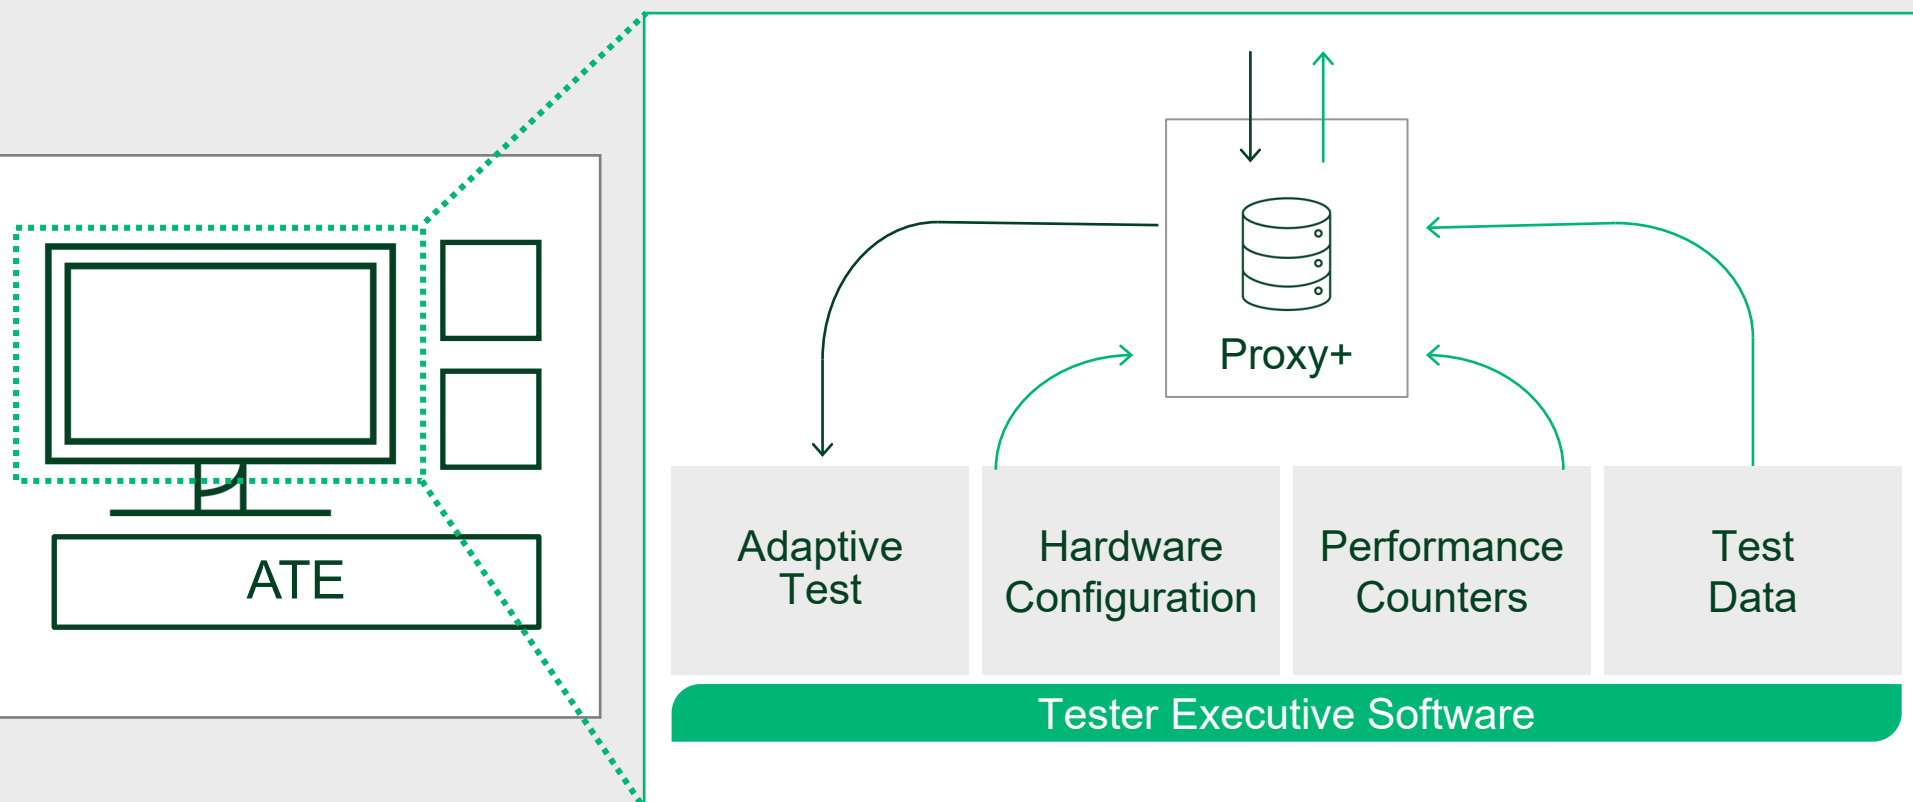 Proxy+
Adaptive
Test
Hardware
Configuration
Performance
Counters
Test
Data
ATE
Tester Executive Software